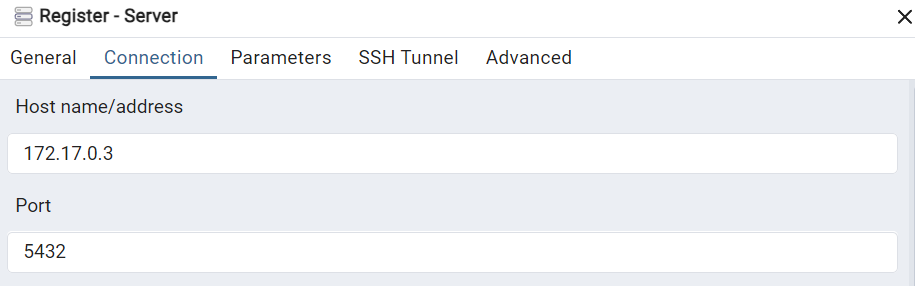 Register - Server
General Connection Parameters SSH Tunnel Advanced
Host name/address
172.17.0.3
Port
5432